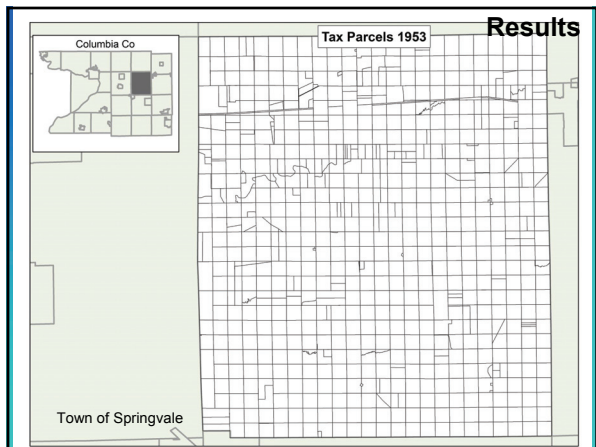 Results
Tax Parcels 1953
Columbia Co
Town of Springvale